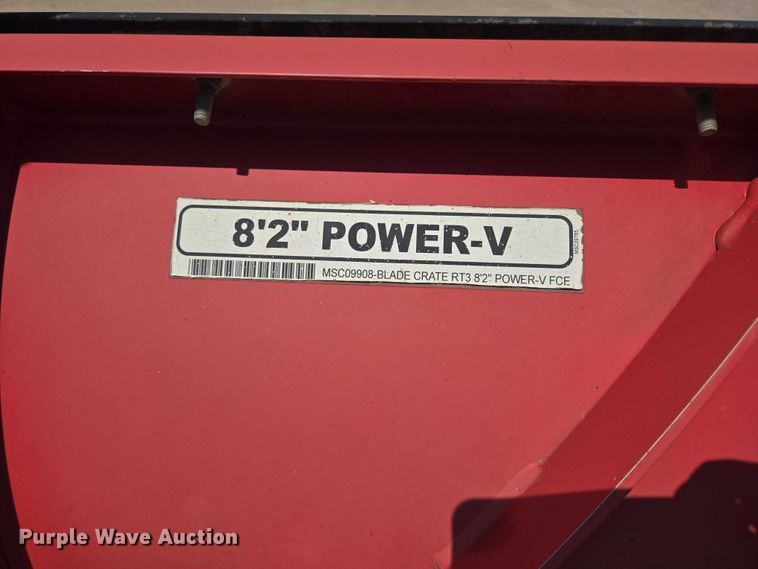 8'2" POWER-V
MSC09908-BLADE CRATE RT3 8'2" POWER-V FCE
Purple Wave Auction